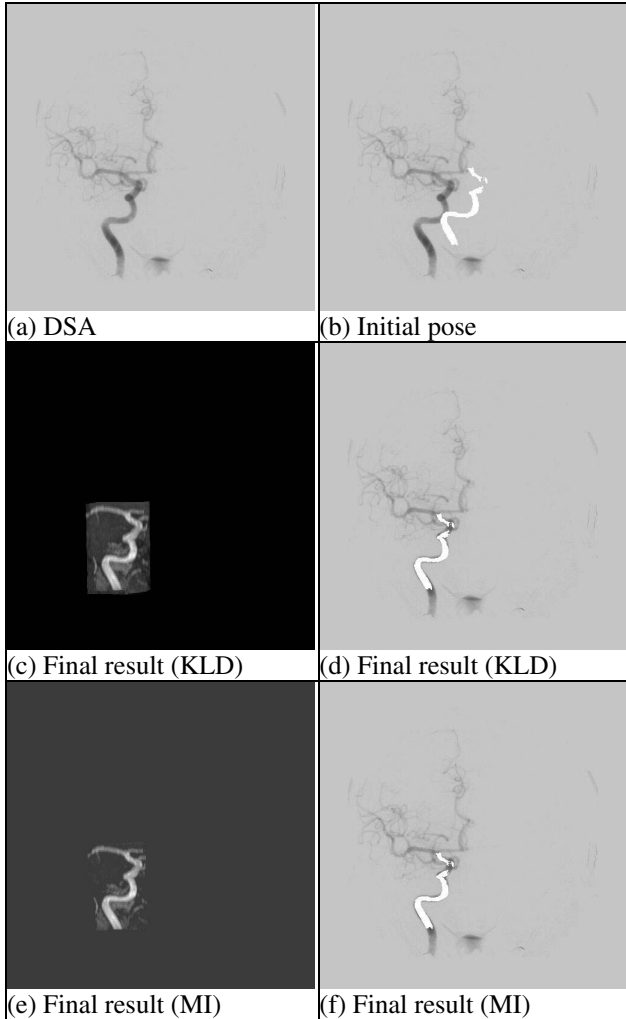 (a) DSA
(b) Initial pose
(c) Final result (KLD)
(d) Final result (KLD)
(e) Final result (MI)
(f) Final result (MI)